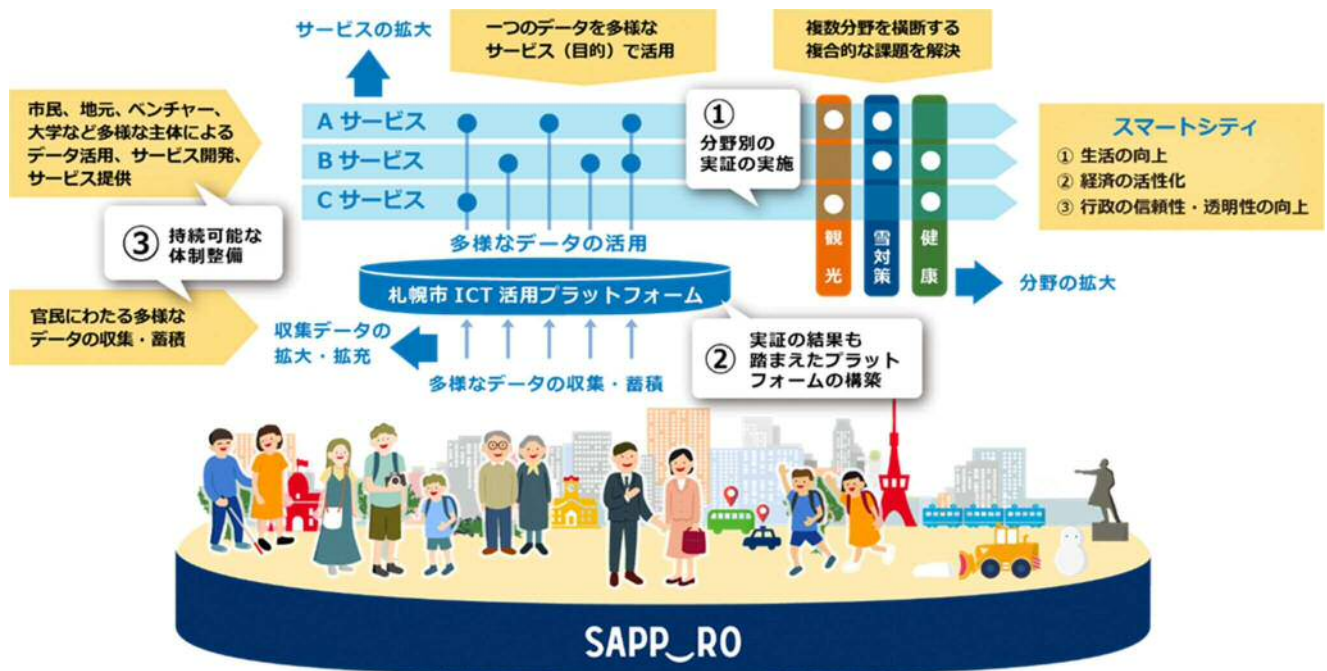 サービスの拡大
一つのデータを多様な
サービス（目的）で活用
複数分野を横断する
複合的な課題を解決
市民、地元、ベンチャー、
大学など多様な主体による
データ活用、サービス開発、
サービス提供
A サービス
B サービス
C サービス
①
分野別の
実証の実施
スマートシティ
① 生活の向上
② 経済の活性化
③ 行政の信頼性・透明性の向上
③ 持続可能な
体制整備
多様なデータの活用
観光
雪対策
健康
札幌市 ICT 活用プラットフォーム
分野の拡大
官民にわたる多様な
データの収集・蓄積
収集データの
拡大・拡充
② 実証の結果も
踏まえたプラット
フォームの構築
多様なデータの収集・蓄積
SAPP_RO